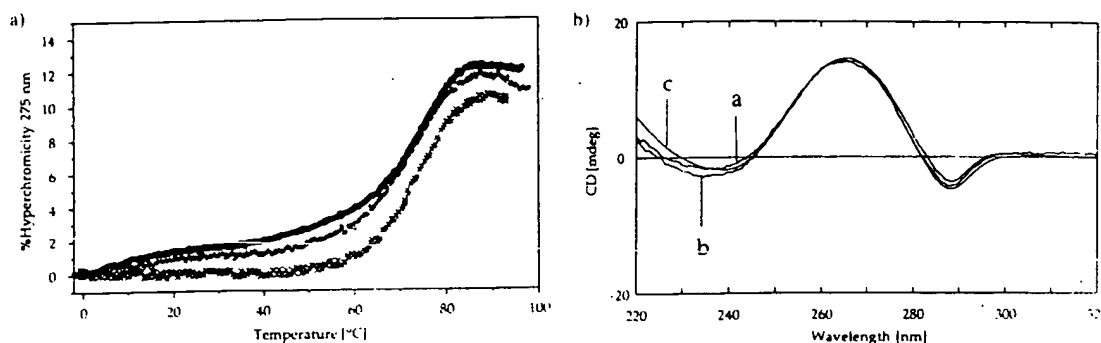 a)
14
12
10
8
6
4
2
0
%Hyperchromicity 275 nm
0 20 40 60 80 100
Temperature [°C]
b)
20
0
-20
CD [mdeg]
c
a
b
220 240 260 280 300 32
Wavelength [nm]